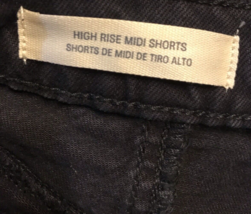 HIGH RISE MIDI SHORTS
SHORTS DE MIDI DE TIRO ALTO